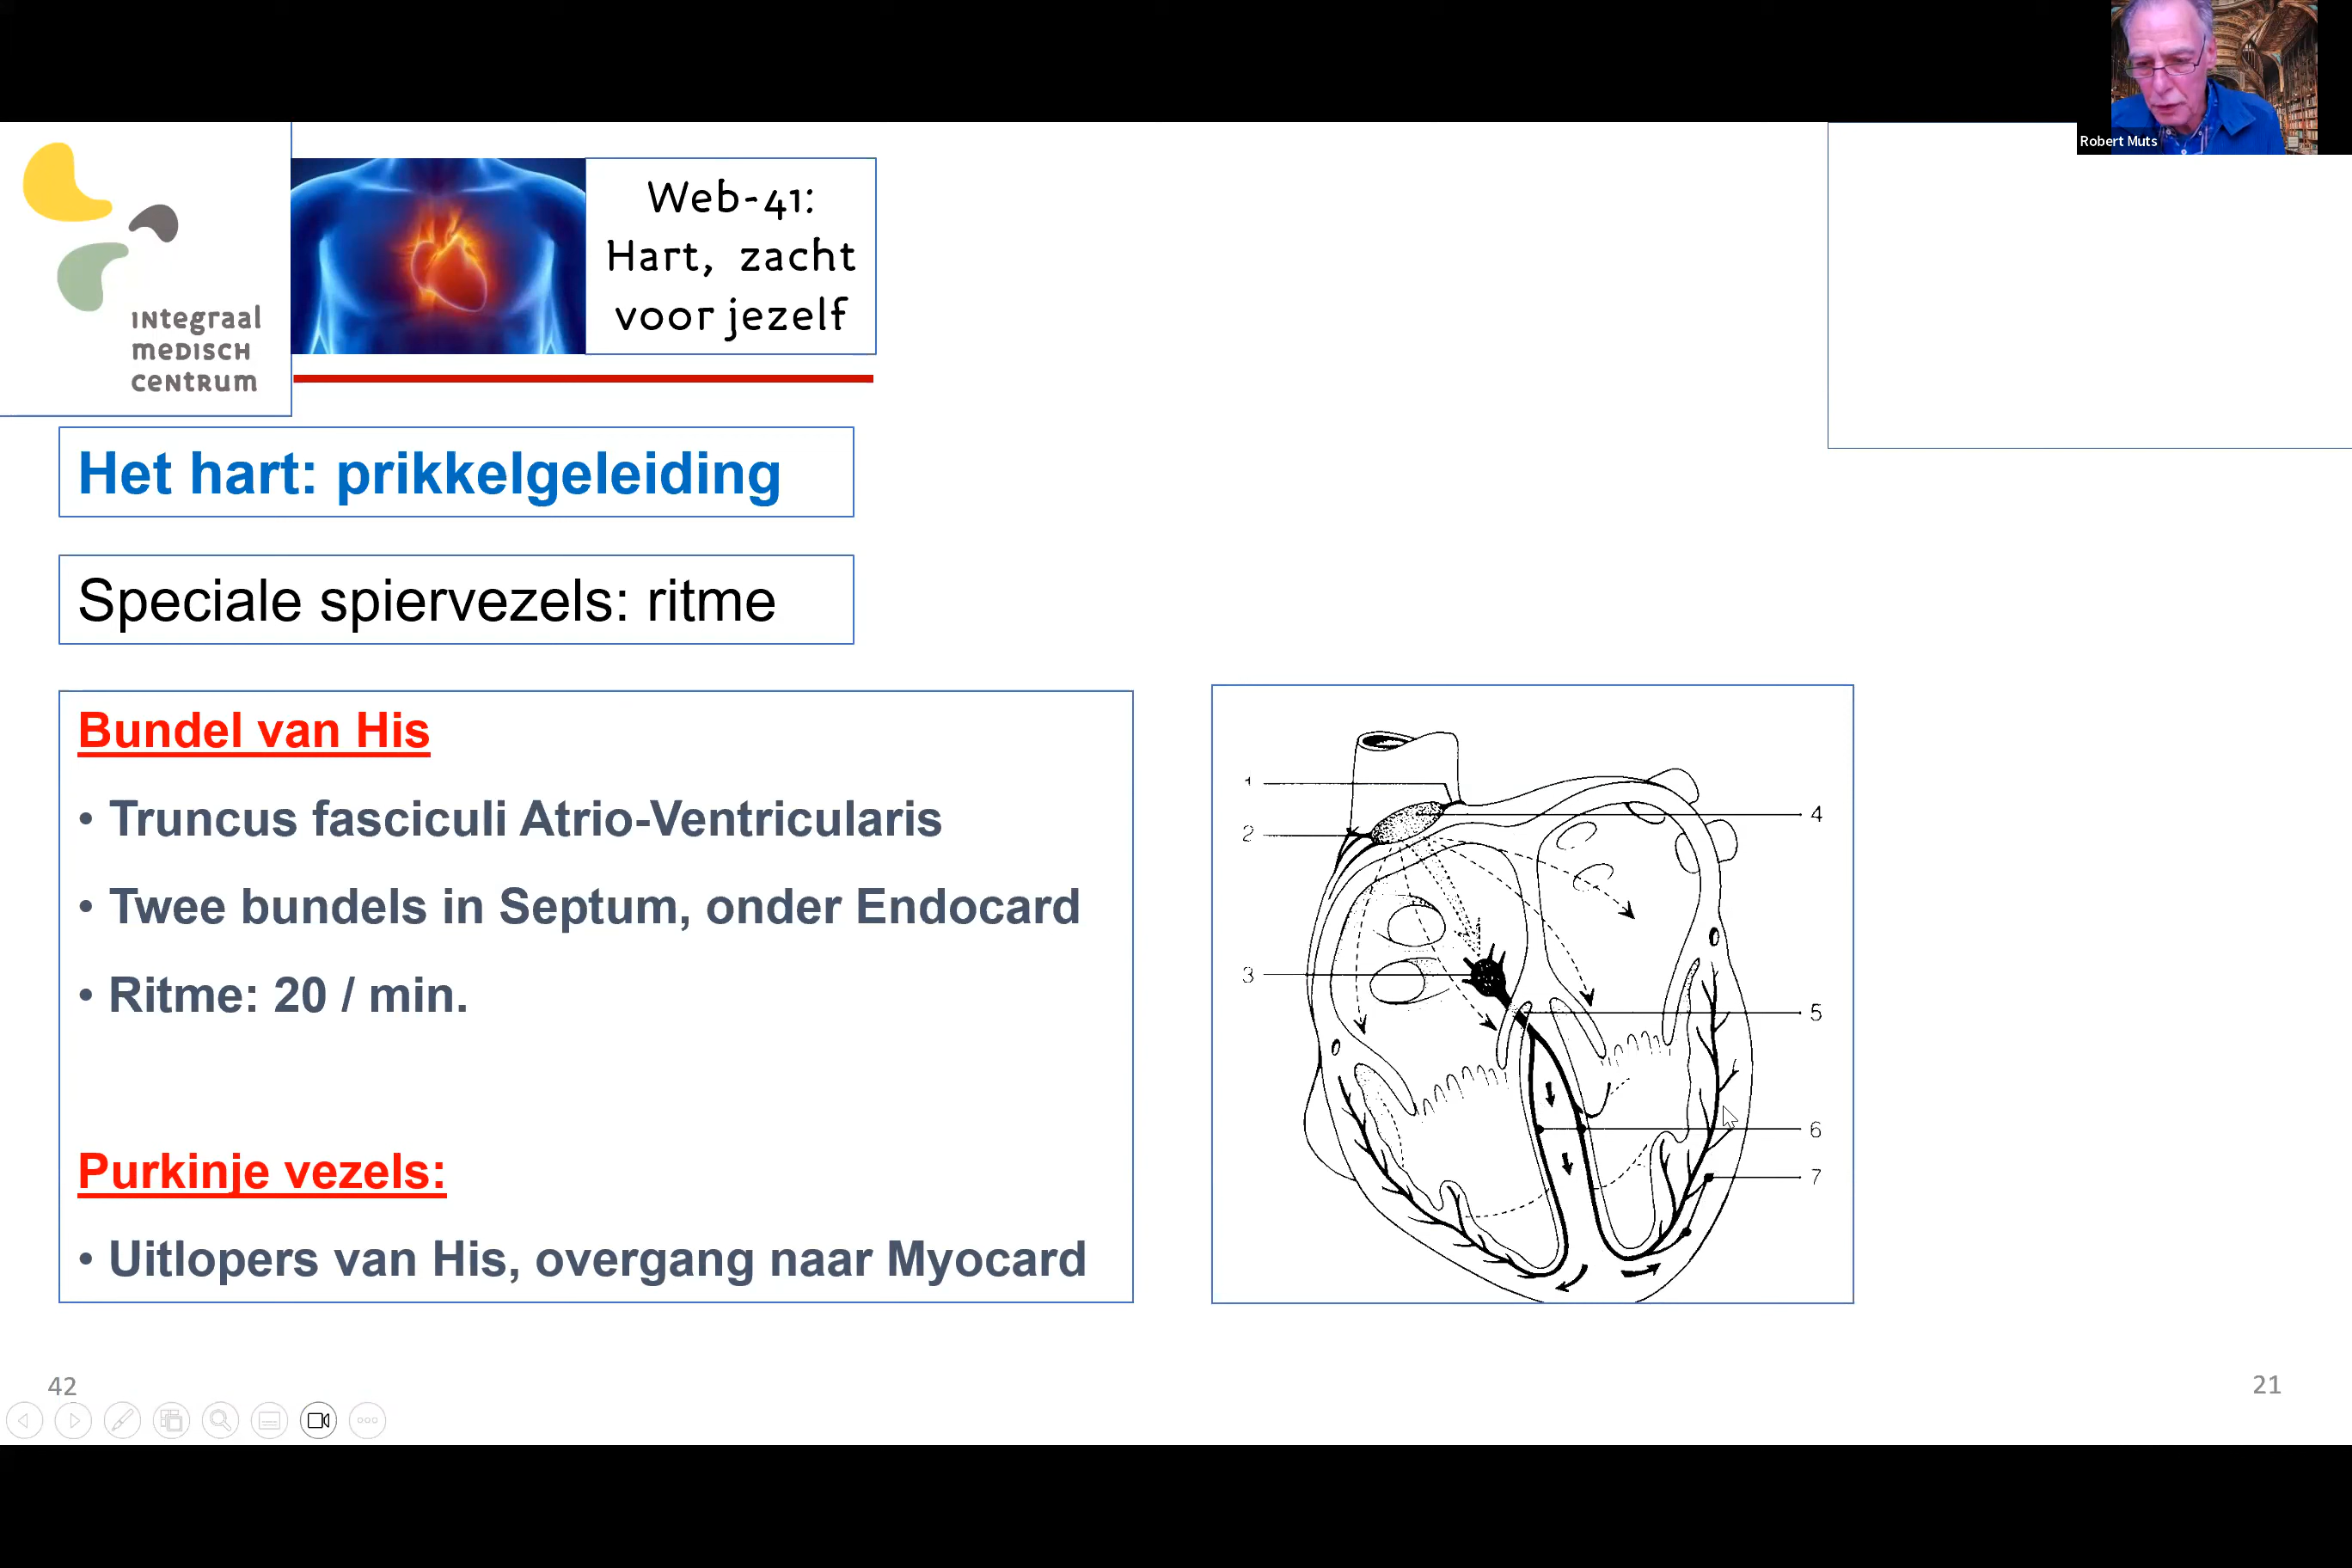 Robert Muts
INtegraal
meDISCH
CeNtRum
Web-41:
Hart, zacht
voor jezelf
Het hart: prikkelgeleiding
Speciale spiervezels: ritme
Bundel van His
• Truncus fasciculi Atrio-Ventricularis
• Twee bundels in Septum, onder Endocard
• Ritme: 20 / min.
Purkinje vezels:
• Uitlopers van His, overgang naar Myocard
1
2
3
4
5
6
7
42
21